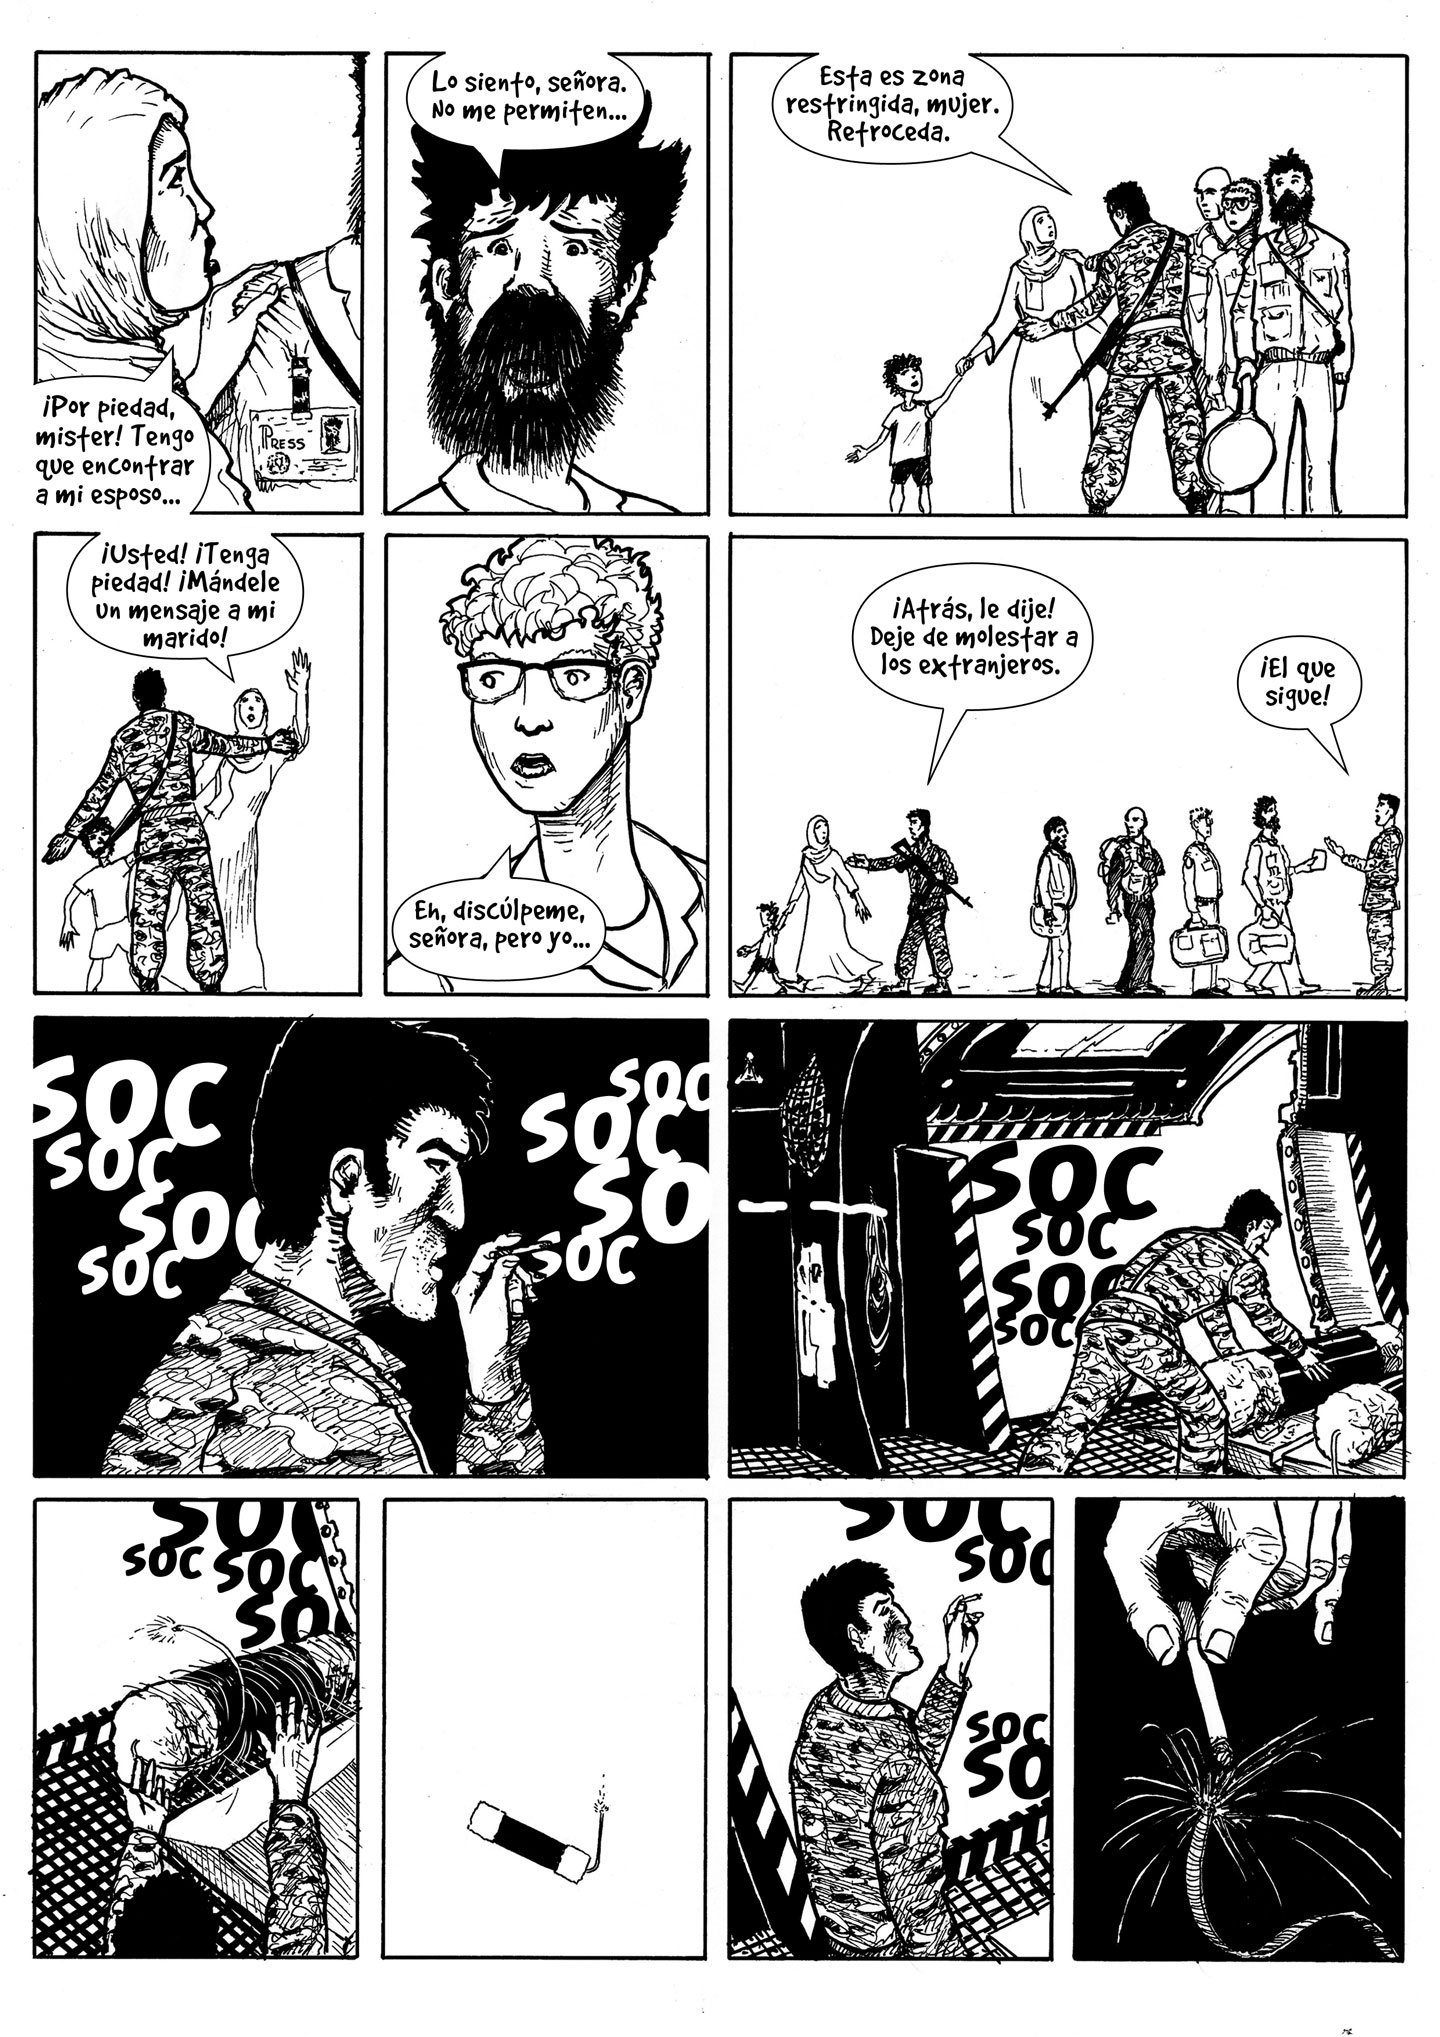 ¡Por piedad,
mister! Tengo
que encontrar
a mi esposo...
PRESS
Lo siento, señora.
No me permiten...
Esta es zona
restringida, mujer.
Retroceda.
¡Usted! ¡Tenga
piedad! ¡Mándele
un mensaje a mi
marido!
Eh, discúlpeme,
señora, pero yo...
¡Atrás, le dije!
Deje de molestar a
los extranjeros.
¡El que
sigue!
SOC
SOC
SOC
SOC
SOC
SOC
SO
SOC
SOC
SOC
SOC
SOC
SOC
SOC
SOC
SO
SOC
SOC
SOC
SO